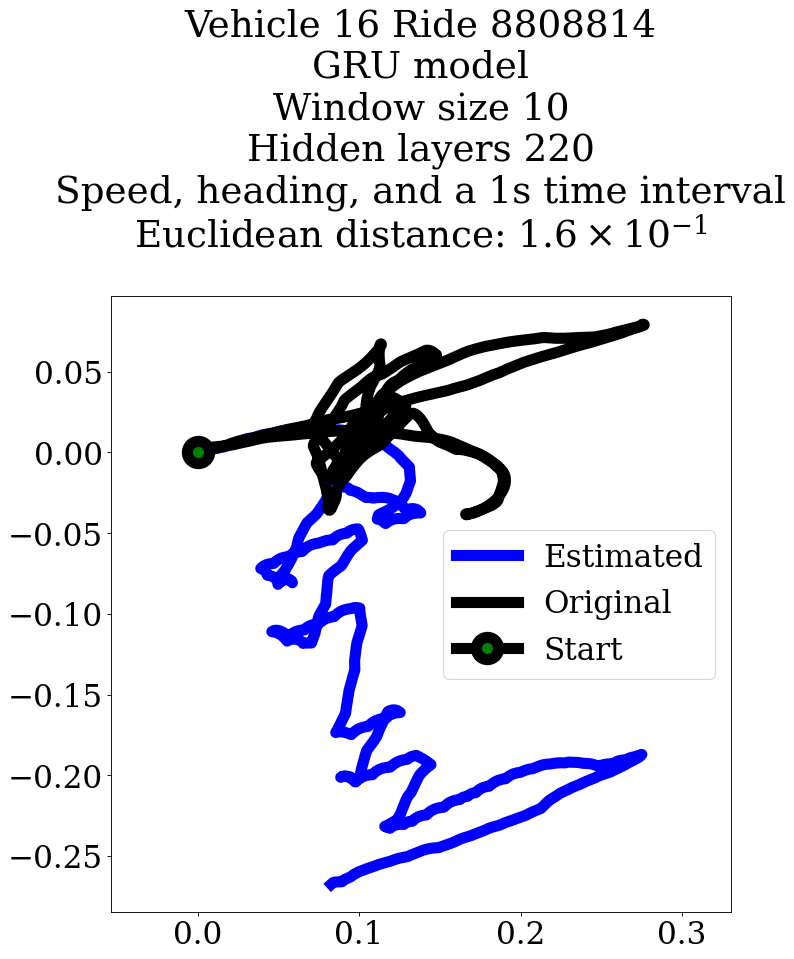 Vehicle 16 Ride 8808814
GRU model
Window size 10
Hidden layers 220
Speed, heading, and a 1s time interval
Euclidean distance: 1.6 × 10⁻¹
0.05
0.00
−0.05
−0.10
−0.15
−0.20
−0.25
Estimated
Original
Start
0.0 0.1 0.2 0.3